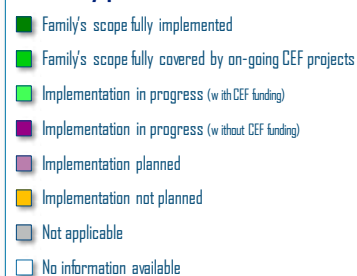 Family's scope fully implemented
Family's scope fully covered by on-going CEF projects
Implementation in progress (with CEF funding)
Implementation in progress (without CEF funding)
Implementation planned
Implementation not planned
Not applicable
No information available